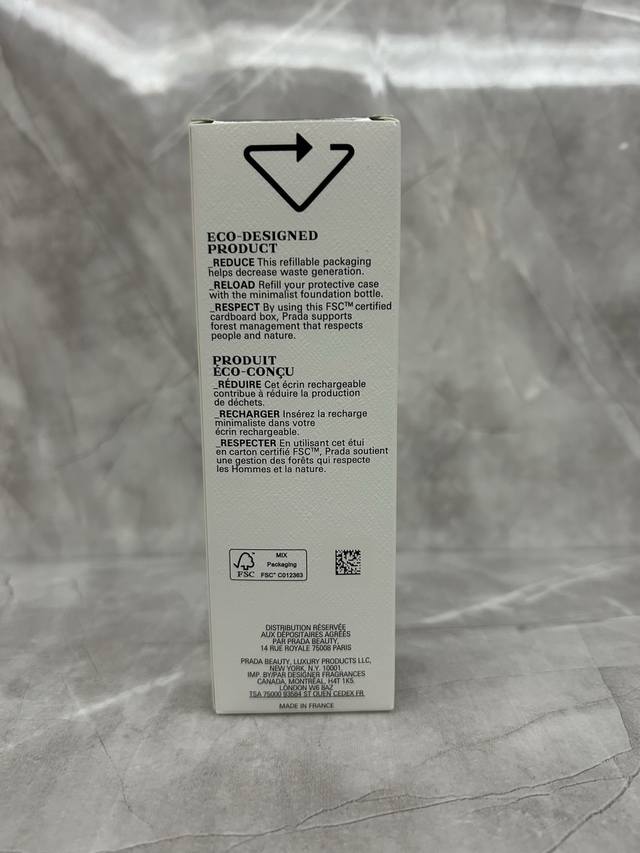 ECO-DESIGNED
PRODUCT
_REDUCE This refillable packaging
helps decrease waste generation.
_RELOAD Refill your protective case
with the minimalist foundation bottle.
_RESPECT By using this FSC™ certified
cardboard box, Prada supports
forest management that respects
people and nature.
PRODUIT
ÉCO-CONÇU
_RÉDUIRE Cet écrin rechargeable
contribue à réduire la production
de déchets.
_RECHARGER Insérez la recharge
minimaliste dans votre
écrin rechargeable.
_RESPECTER En utilisant cet étui
en carton certifié FSC™, Prada soutient
une gestion des forêts qui respecte
les Hommes et la nature.
MIX
Packaging
FSC FSC® C012363
DISTRIBUTION RÉSERVÉE
AUX DÉPOSITAIRES AGRÉÉS
PAR PRADA BEAUTY,
14 RUE ROYALE 75008 PARIS
PRADA BEAUTY, LUXURY PRODUCTS LLC,
NEW YORK, N.Y. 10001.
IMP. BY/PAR DESIGNER FRAGRANCES
CANADA, MONTRÉAL, H4T 1K5.
LONDON W6 8AZ
TSA 75000 93584 ST OUEN CEDEX FR
MADE IN FRANCE